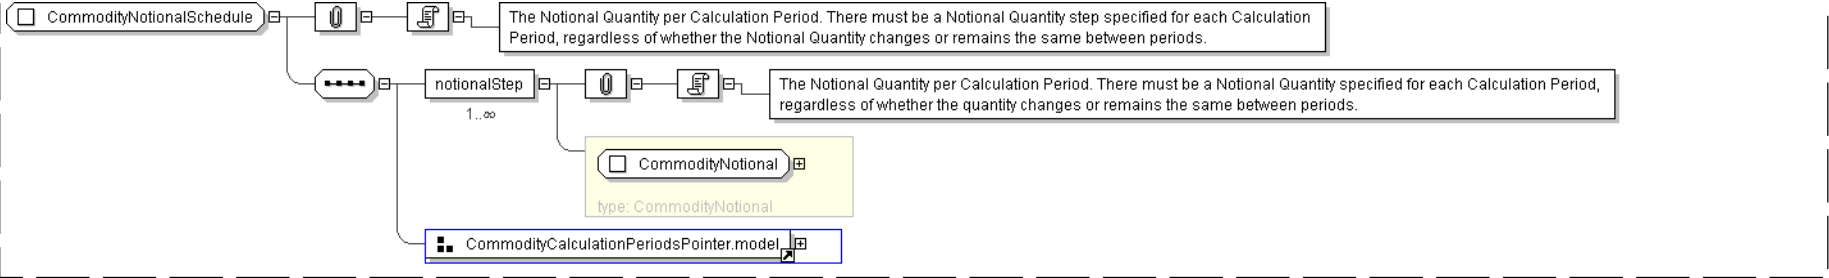 CommodityNotionalSchedule
The Notional Quantity per Calculation Period. There must be a Notional Quantity step specified for each Calculation
Period, regardless of whether the Notional Quantity changes or remains the same between periods.
notionalStep
1..∞
The Notional Quantity per Calculation Period. There must be a Notional Quantity specified for each Calculation Period,
regardless of whether the quantity changes or remains the same between periods.
CommodityNotional
type: CommodityNotional
CommodityCalculationPeriodsPointer.model